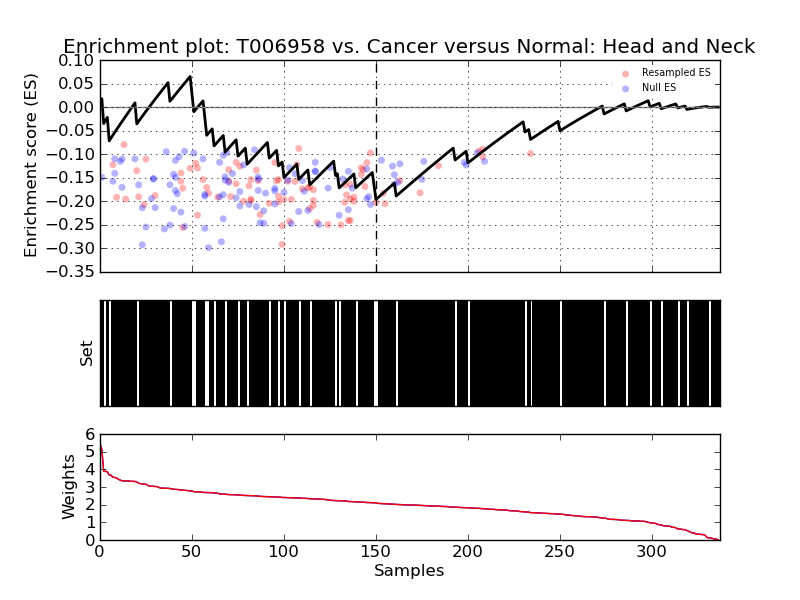 Enrichment plot: T006958 vs. Cancer versus Normal: Head and Neck
Enrichment score (ES)
0.10
0.05
0.00
−0.05
−0.10
−0.15
−0.20
−0.25
−0.30
−0.35
Resampled ES
Null ES
Set
Weights
6
5
4
3
2
1
0
0 50 100 150 200 250 300
Samples